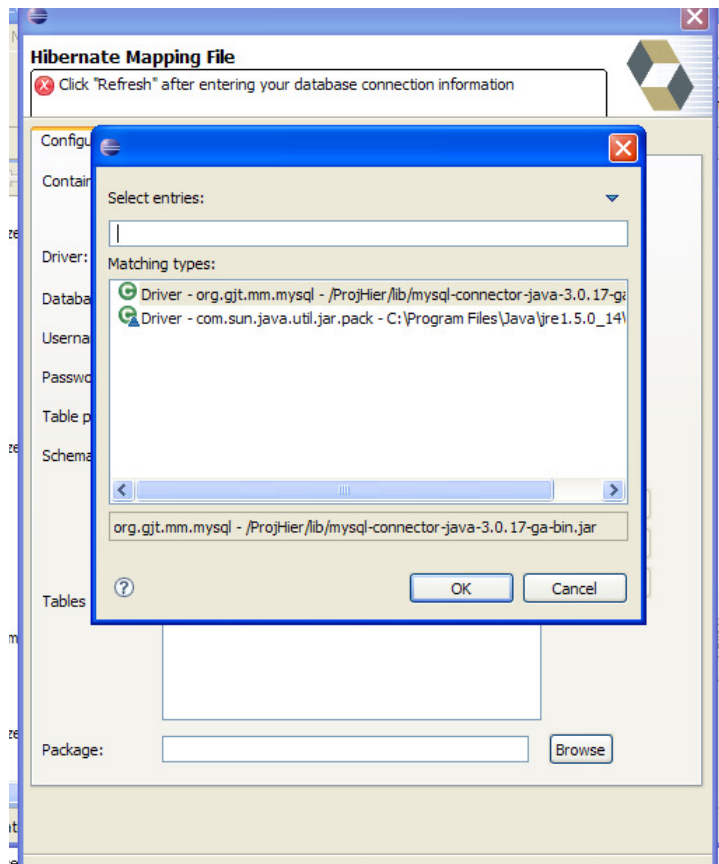 Hibernate Mapping File
Click "Refresh" after entering your database connection information
Configu
Contain
Select entries:
Driver:
Matching types:
Driver - org.gjt.mm.mysql - /ProjHier/lib/mysql-connector-java-3.0.17-ga
Databa
Driver - com.sun.java.util.jar.pack - C:\Program Files\Java\jre1.5.0_14\
Userna
Passwo
Table p
Schema
org.gjt.mm.mysql - /ProjHier/lib/mysql-connector-java-3.0.17-ga-bin.jar
OK
Cancel
Tables
Package:
Browse